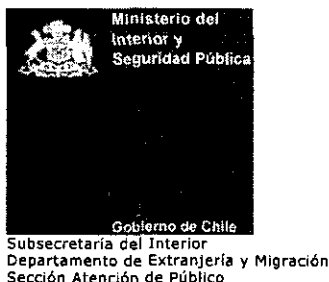 Ministerio del
Interior y
Seguridad Pública
Gobierno de Chile
Subsecretaría del Interior
Departamento de Extranjería y Migración
Sección Atención de Público